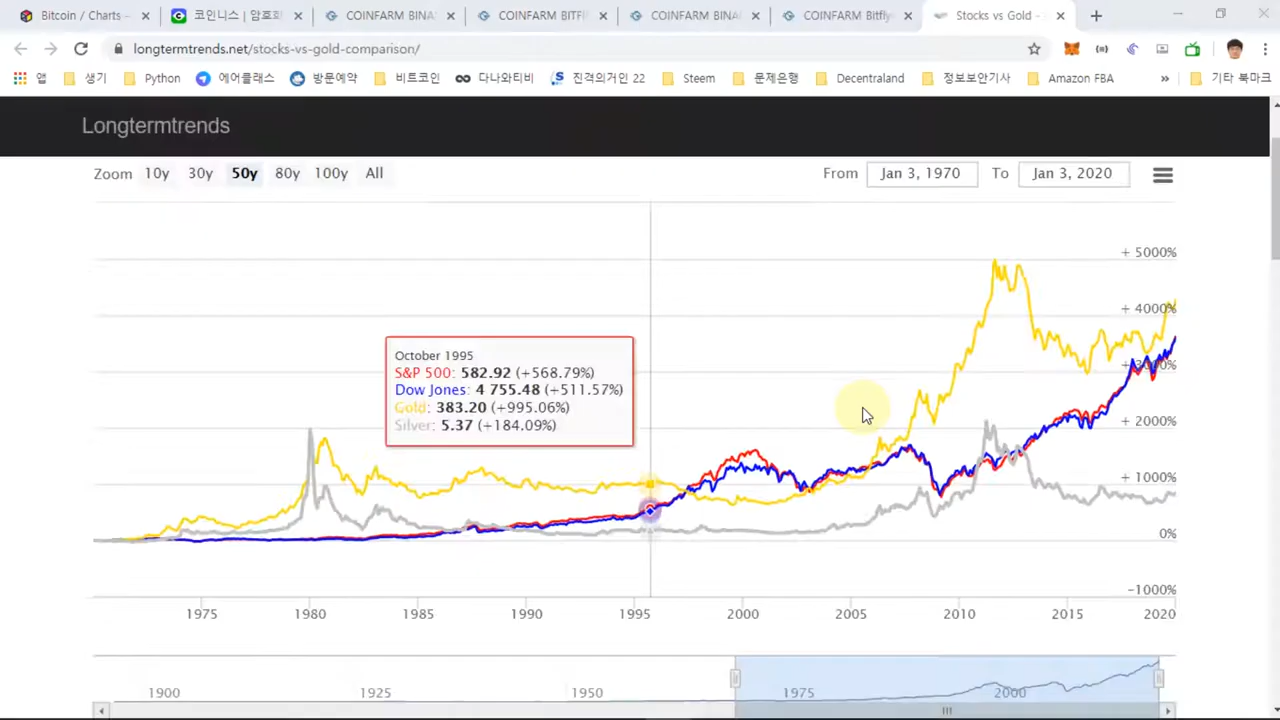 Bitcoin / Charts -
코인니스 | 암호화
COINFARM BINA
COINFARM BITFI
COINFARM BINA
COINFARM Bitfly
Stocks vs Gold -
longtermtrends.net/stocks-vs-gold-comparison/
앱 생기 Python 에어클래스 방문예약 비트코인 다나와티비 진격의거인 22 Steem 문제은행 Decentraland 정보보안기사 Amazon FBA » 기타 북마크
Longtermtrends
Zoom 10y 30y 50y 80y 100y All From Jan 3, 1970 To Jan 3, 2020
+ 5000%
+ 4000%
+ 3000%
+ 2000%
+ 1000%
0%
-1000%
October 1995
S&P 500: 582.92 (+568.79%)
Dow Jones: 4 755.48 (+511.57%)
Gold: 383.20 (+995.06%)
Silver: 5.37 (+184.09%)
1975 1980 1985 1990 1995 2000 2005 2010 2015 2020
1900 1925 1950 1975 2000